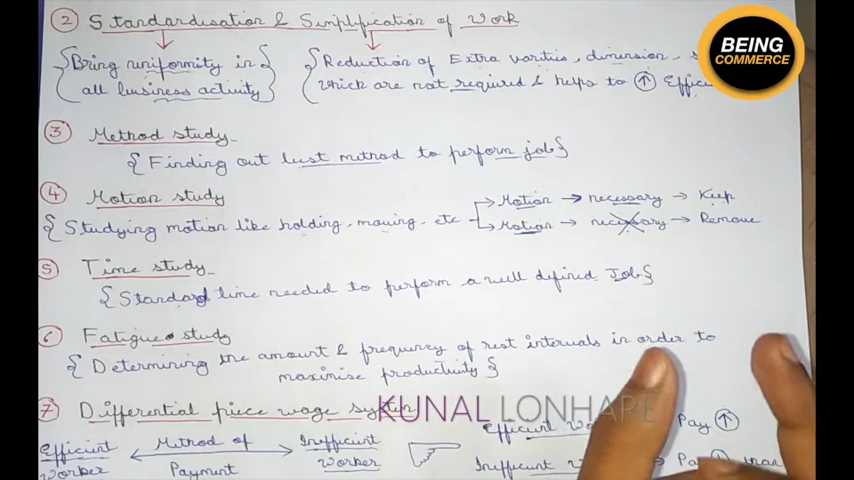 ② Standardisation & Simplification of work
BEING
COMMERCE
{Bring uniformity in
all business activity}
{Reduction of Extra varitus, dimension,
which are not required & helps to ↑
③ Method study
{Finding out best method to perform job}
④ Motion study
{Studying motion like holding, moving, etc
Motion → necessary → Keep
Motion → necessary → Remove
⑤ Time study
{Standard time needed to perform a well defined Job}
⑥ Fatigue study
{Determining the amount & frequency of rest intervals in order to
maximise productivity}
⑦ Differential piece wage system
KUNAL LONHARE
Efficient
worker
Method of
Payment
Inefficient
worker
Efficient
Pay ↑
Inefficient